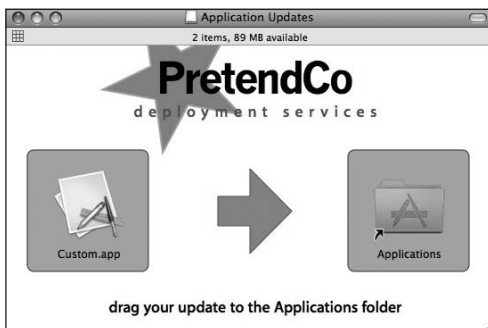 Application Updates
2 items, 89 MB available
PretendCo
deployment services
Custom.app
Applications
drag your update to the Applications folder